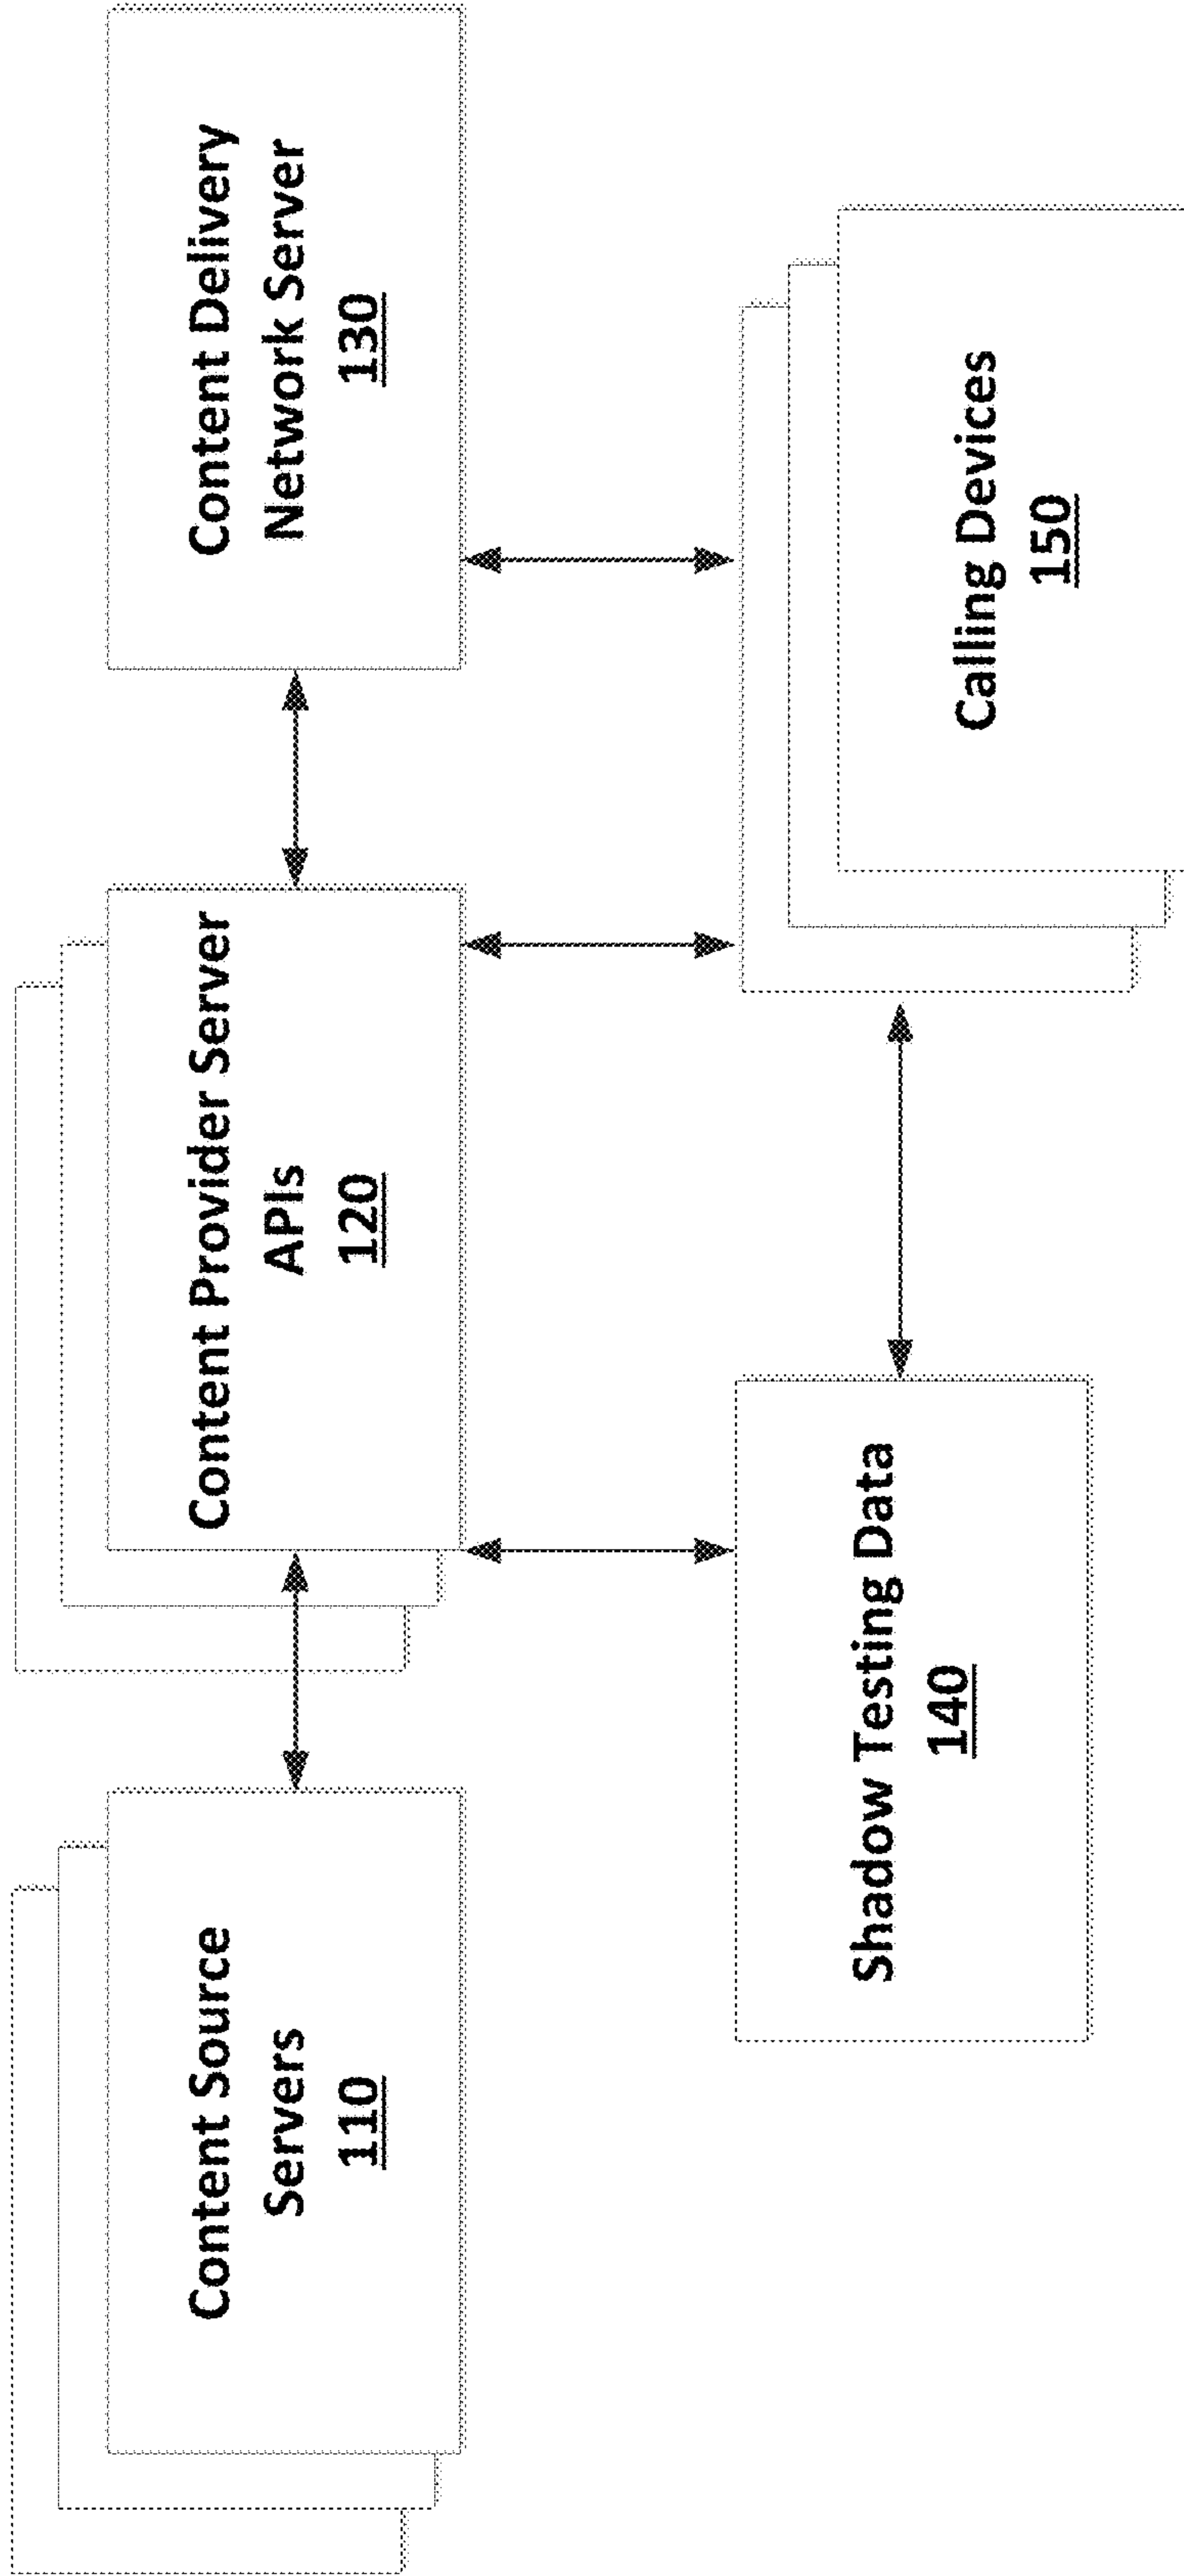 Content Source
Servers
110
Content Provider Server
APIs
120
Content Delivery
Network Server
130
Shadow Testing Data
140
Calling Devices
150